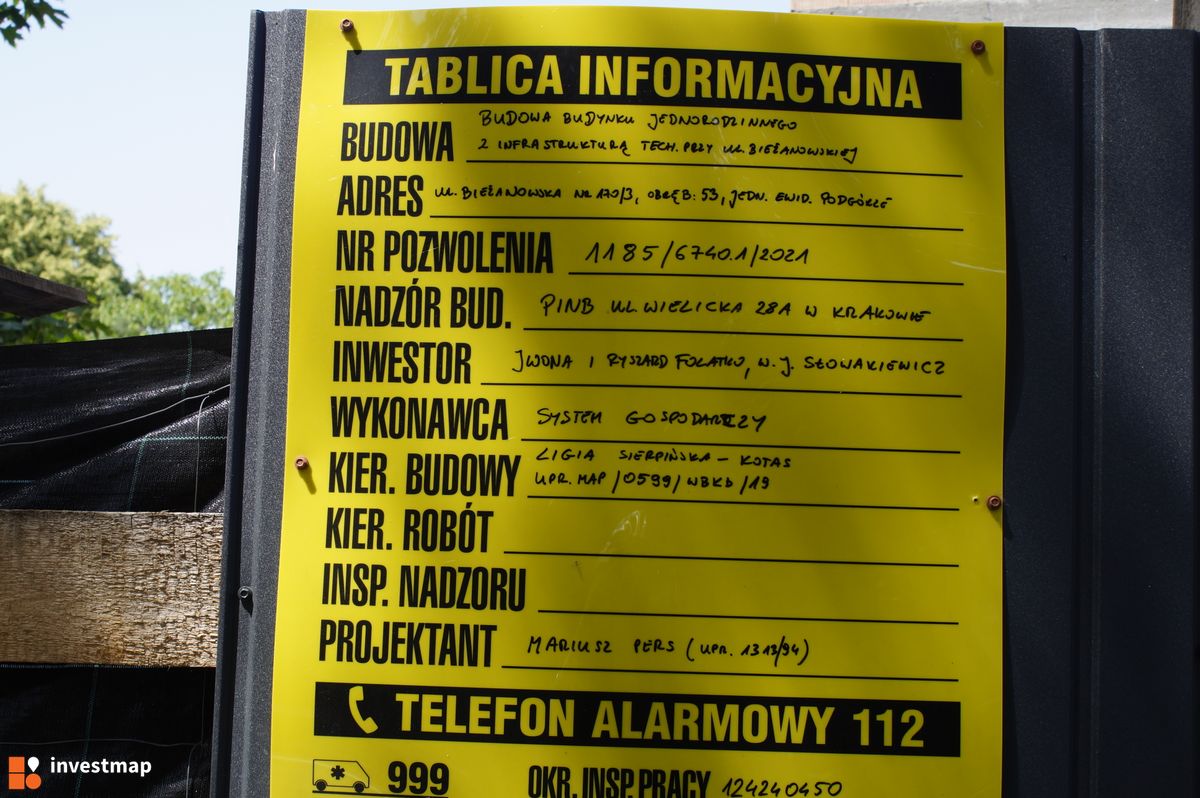 TABLICA INFORMACYJNA
BUDOWA BUDYNKU JEDNORODZINNEGO
BUDOWA Z INFRASTRUKTURĄ TECH. PRZY UL. BIEŻANOWSKIEJ
ADRES UL. BIEŻANOWSKA NR 170/3, OBRĘB: 53, JEDN. EWID. PODGÓRZE
NR POZWOLENIA 1185/6740.1/2021
NADZÓR BUD. PINB UL. WIELICKA 28A W KRAKOWIE
INWESTOR IWONA I RYSZARD W. J. SŁOWAKIEWICZ
WYKONAWCA SYSTEM GOSPODARCZY
LIGIA SIERPIŃSKA - KOTAS
KIER. BUDOWY UPR. MAP/0599/WBKb/19
KIER. ROBÓT
INSP. NADZORU
PROJEKTANT MARIUSZ PERS (UPR. 1313/94)
TELEFON ALARMOWY 112
999 OKR. INSP. PRACY 124240450
investmap